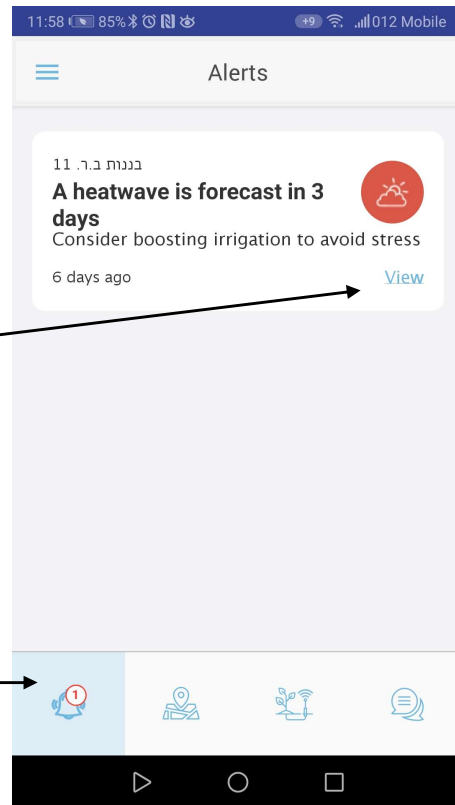 11:58 85% +9 012 Mobile
Alerts
בננות ב.ר. 11
A heatwave is forecast in 3
days
Consider boosting irrigation to avoid stress
6 days ago View
1